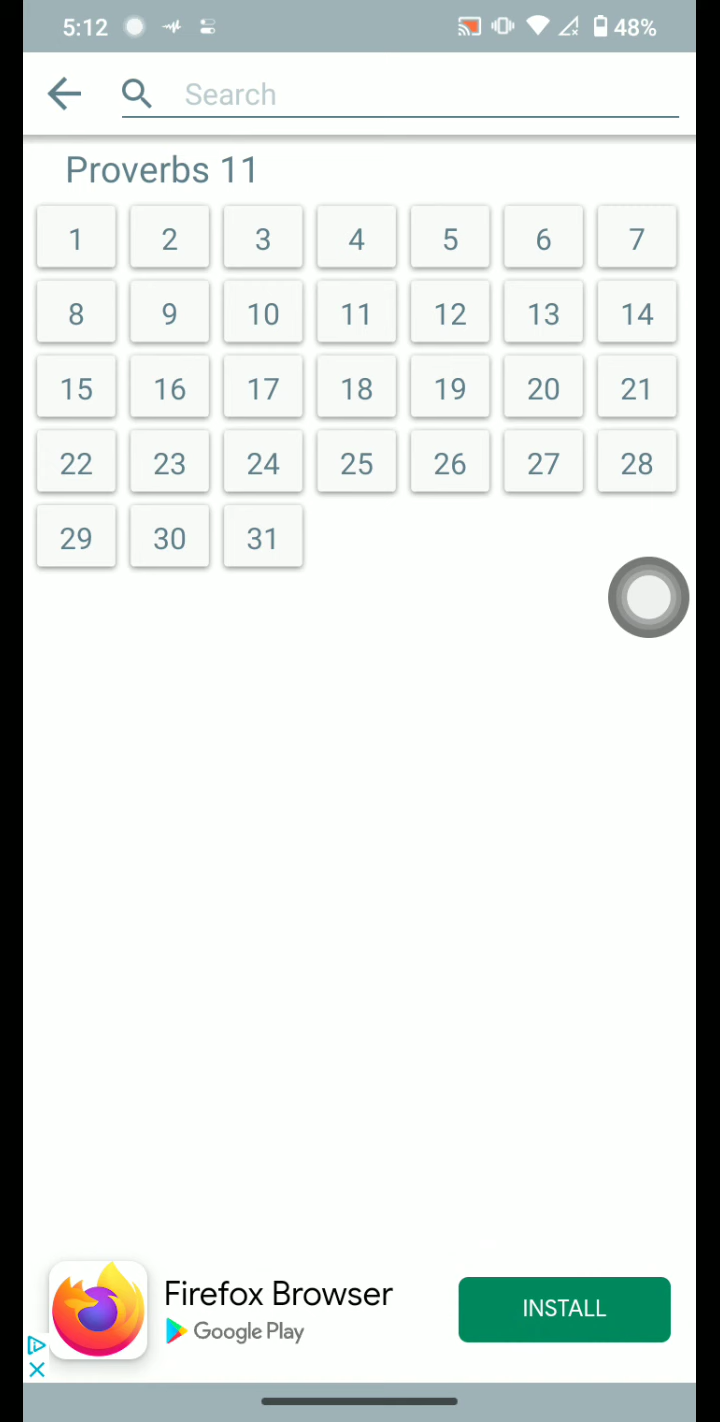 5:12 48%
Search
Proverbs 11
1 2 3 4 5 6 7
8 9 10 11 12 13 14
15 16 17 18 19 20 21
22 23 24 25 26 27 28
29 30 31
Firefox Browser
Google Play
INSTALL